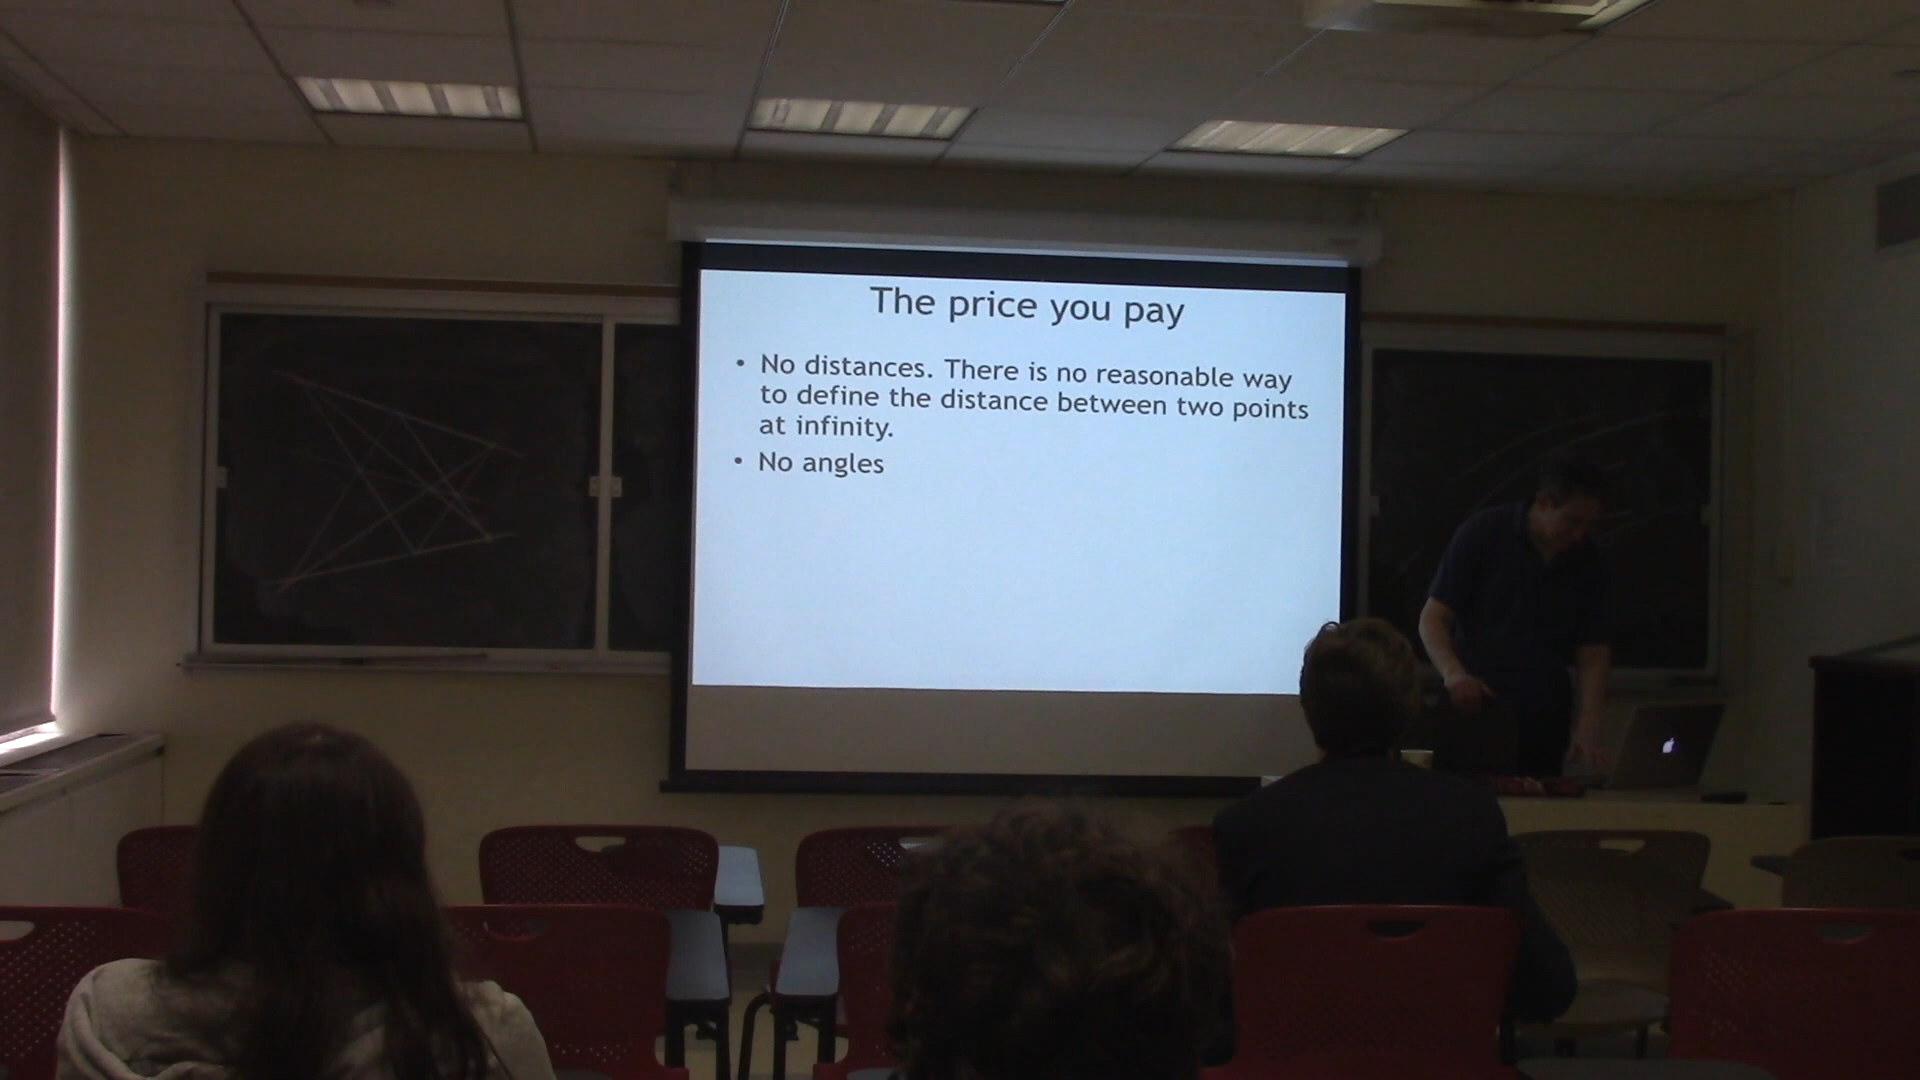 The price you pay
• No distances. There is no reasonable way
to define the distance between two points
at infinity.
• No angles